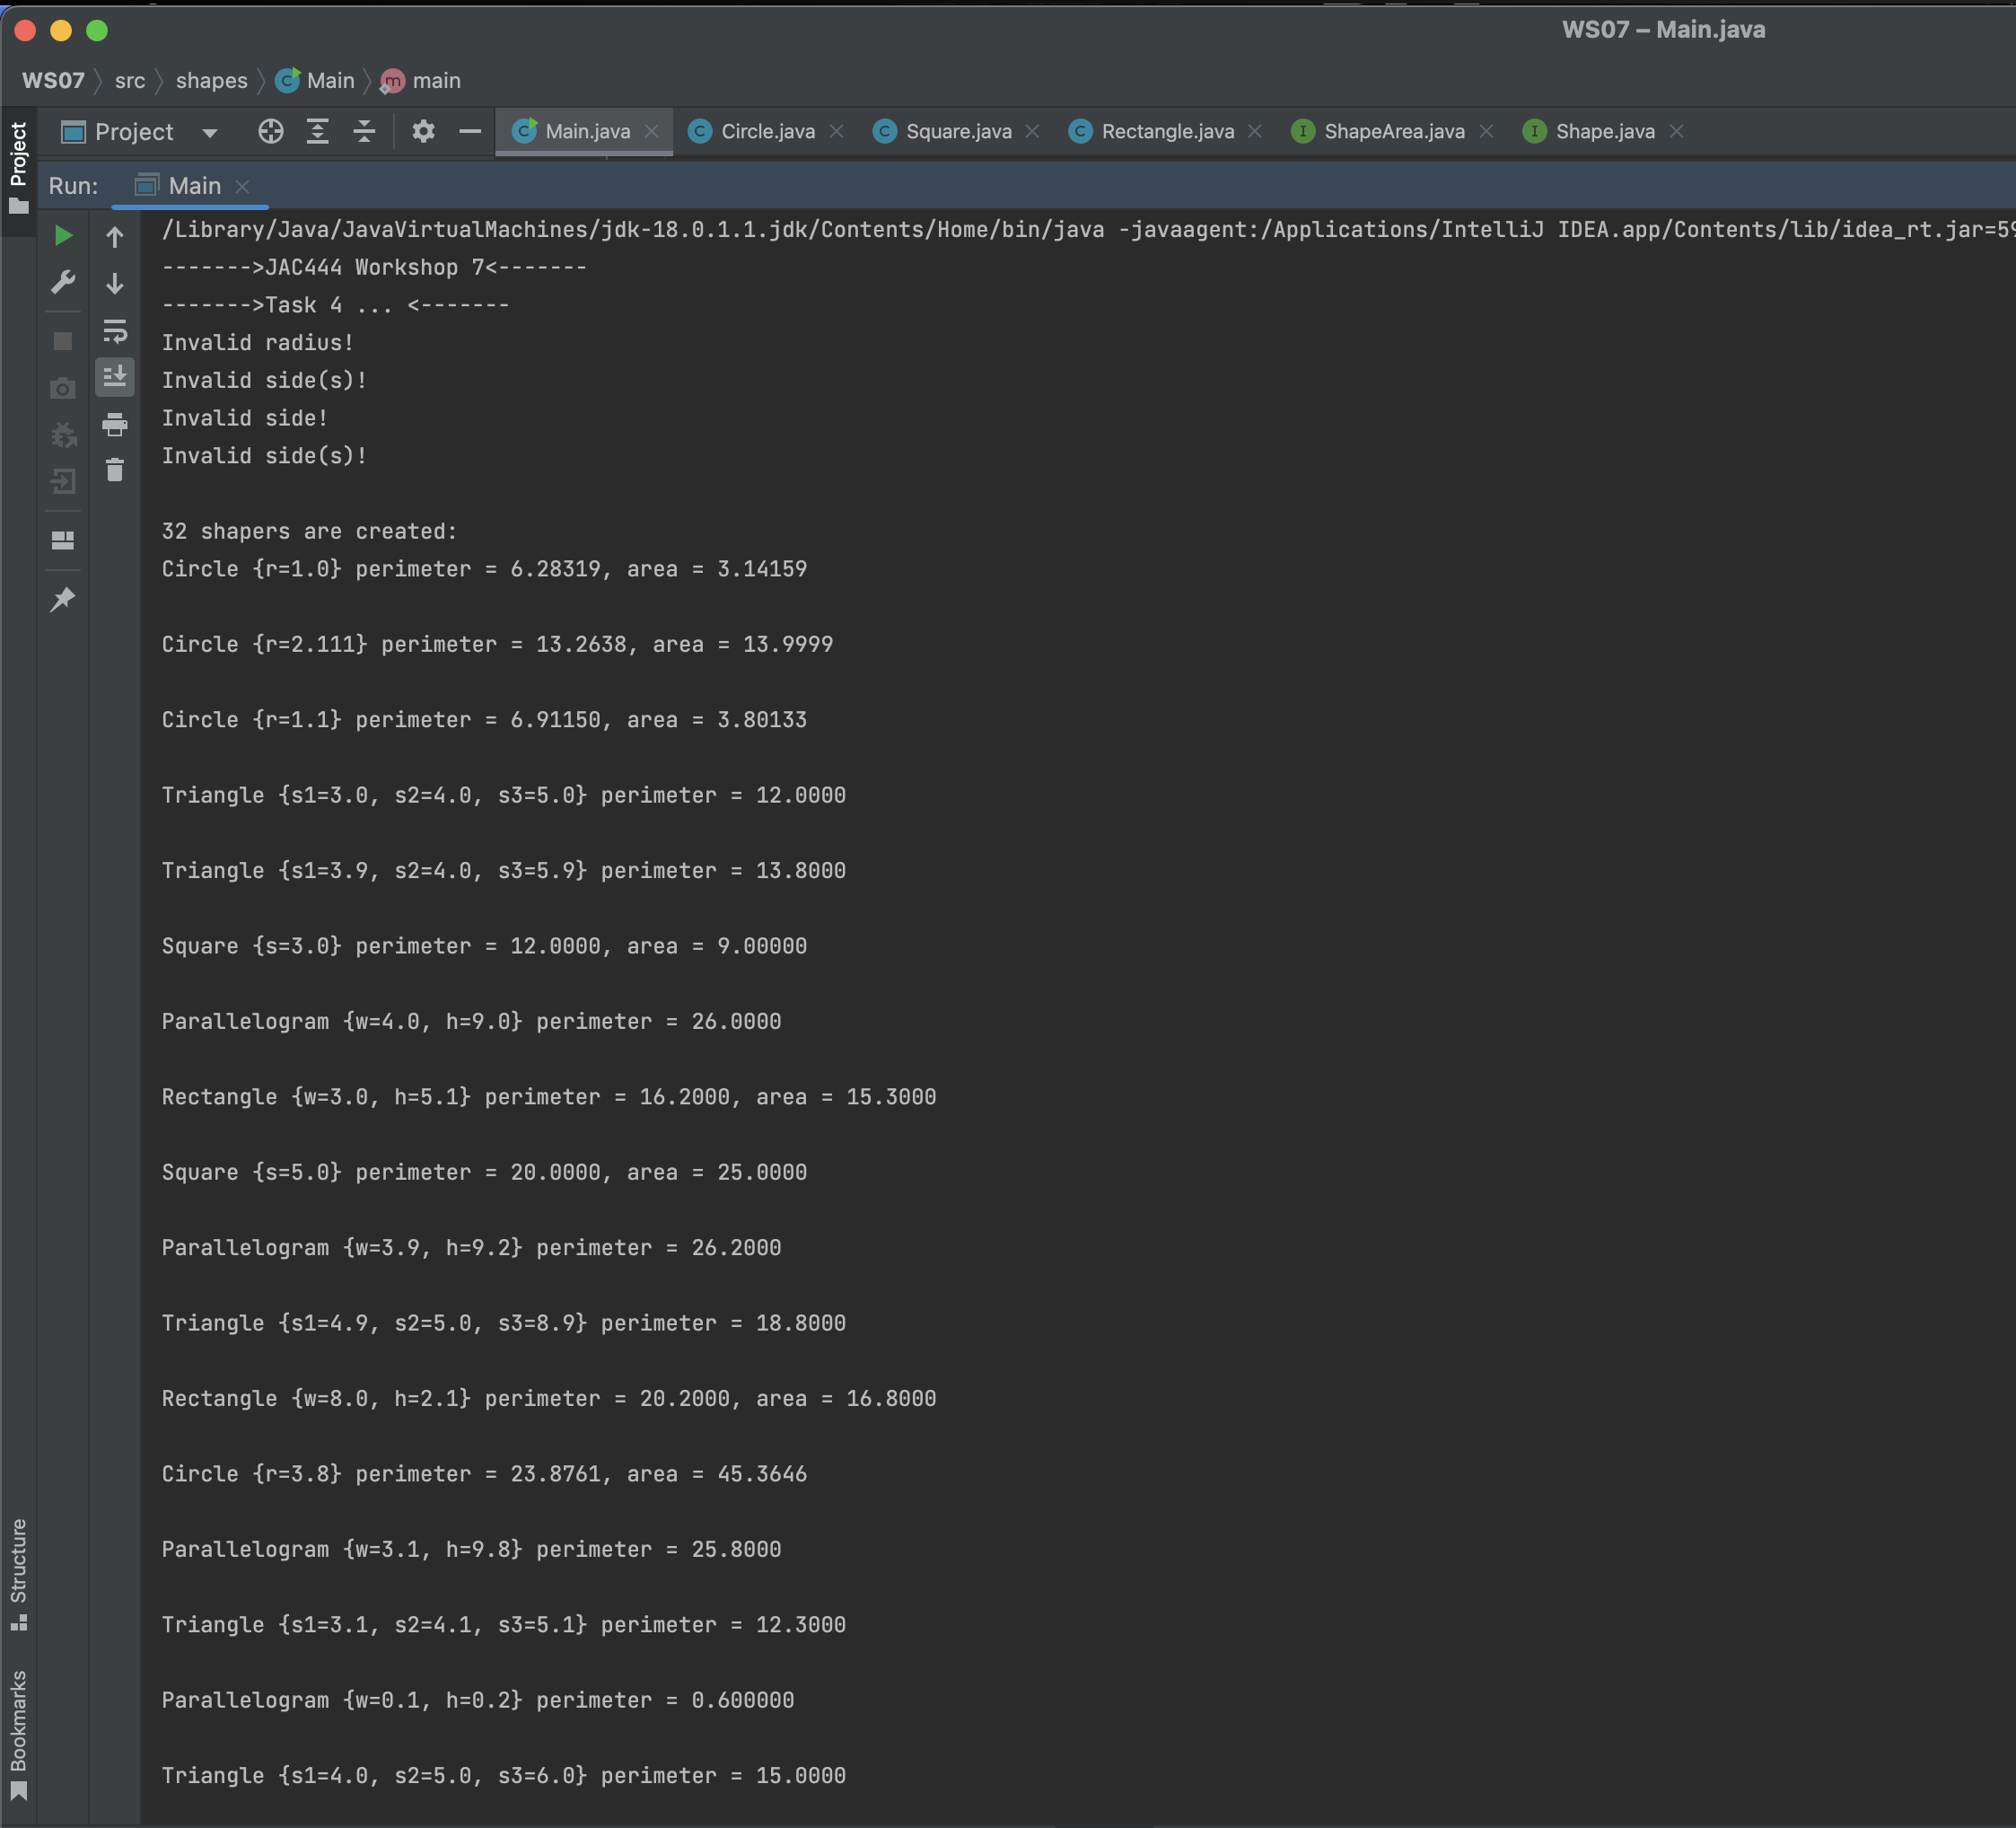 WS07 – Main.java
WS07 src shapes Main main
Project Main.java Circle.java Square.java Rectangle.java ShapeArea.java Shape.java
Project
Run: Main
/Library/Java/JavaVirtualMachines/jdk-18.0.1.1.jdk/Contents/Home/bin/java -javaagent:/Applications/IntelliJ IDEA.app/Contents/lib/idea_rt.jar=59
------->JAC444 Workshop 7<-------
------->Task 4 ... <-------
Invalid radius!
Invalid side(s)!
Invalid side!
Invalid side(s)!
32 shapers are created:
Circle {r=1.0} perimeter = 6.28319, area = 3.14159
Circle {r=2.111} perimeter = 13.2638, area = 13.9999
Circle {r=1.1} perimeter = 6.91150, area = 3.80133
Triangle {s1=3.0, s2=4.0, s3=5.0} perimeter = 12.0000
Triangle {s1=3.9, s2=4.0, s3=5.9} perimeter = 13.8000
Square {s=3.0} perimeter = 12.0000, area = 9.00000
Parallelogram {w=4.0, h=9.0} perimeter = 26.0000
Rectangle {w=3.0, h=5.1} perimeter = 16.2000, area = 15.3000
Square {s=5.0} perimeter = 20.0000, area = 25.0000
Parallelogram {w=3.9, h=9.2} perimeter = 26.2000
Triangle {s1=4.9, s2=5.0, s3=8.9} perimeter = 18.8000
Rectangle {w=8.0, h=2.1} perimeter = 20.2000, area = 16.8000
Circle {r=3.8} perimeter = 23.8761, area = 45.3646
Parallelogram {w=3.1, h=9.8} perimeter = 25.8000
Triangle {s1=3.1, s2=4.1, s3=5.1} perimeter = 12.3000
Parallelogram {w=0.1, h=0.2} perimeter = 0.600000
Triangle {s1=4.0, s2=5.0, s3=6.0} perimeter = 15.0000
Structure
Bookmarks